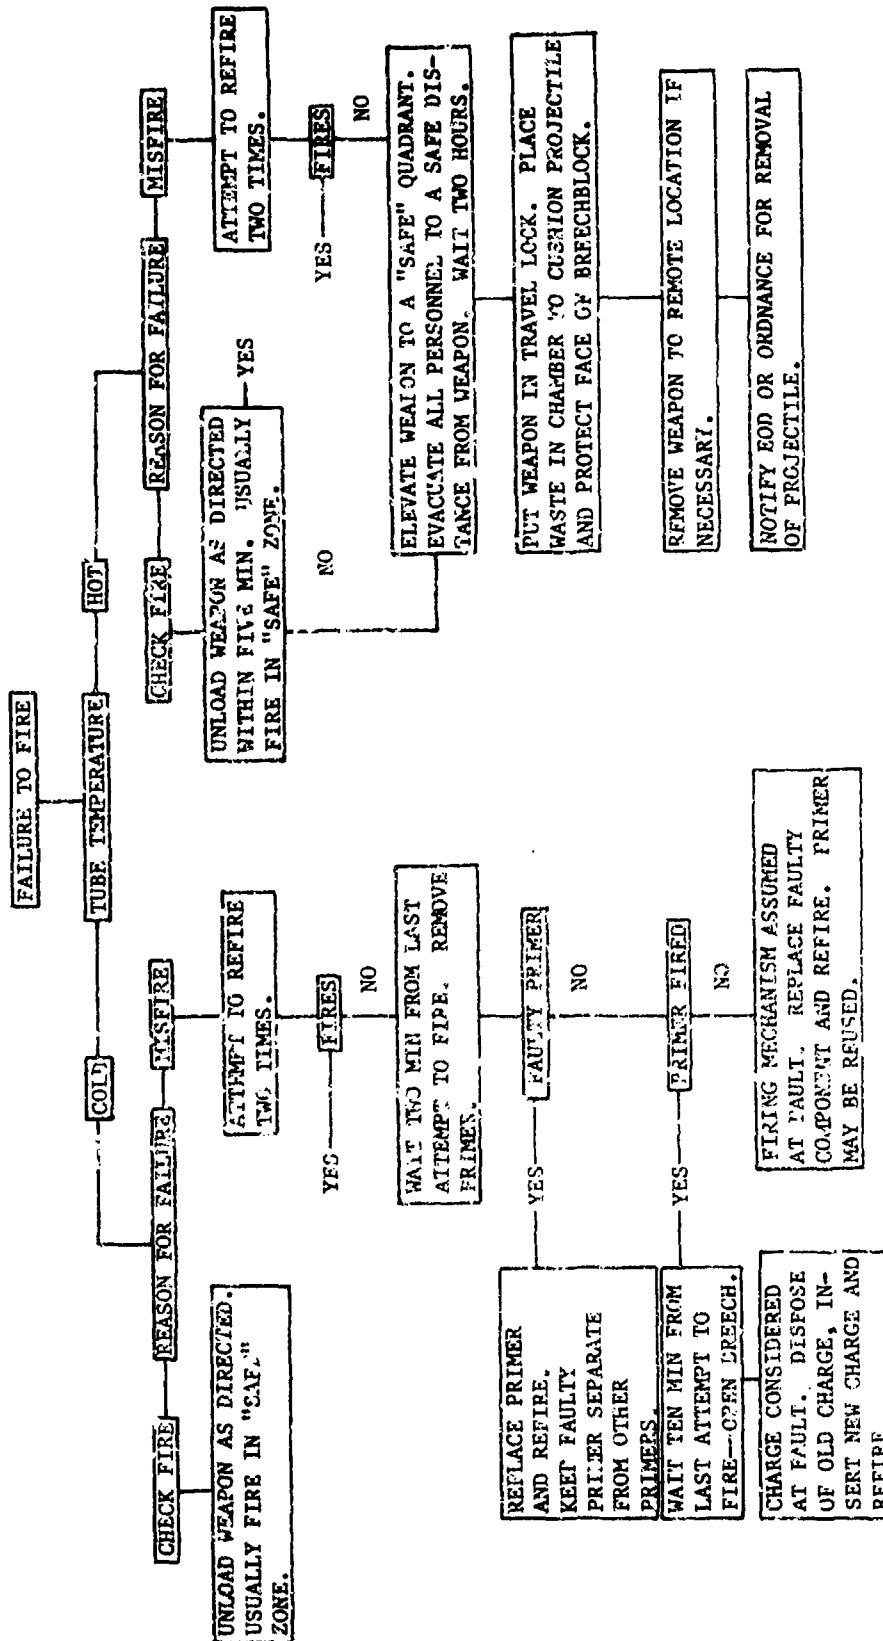 FAILURE TO FIRE
COLD
TUBE TEMPERATURE
HOT
CHECK FIRE
REASON FOR FAILURE
MISFIRE
UNLOAD WEAPON AS DIRECTED.
USUALLY FIRE IN "SAFE"
ZONE.
ATTEMPT TO REFIRE
TWO TIMES.
YES
FIRES
NO
WAIT TWO MIN FROM LAST
ATTEMPT TO FIRE. REMOVE
PRIMER.
YES
FAULTY PRIMER
NO
REPLACE PRIMER
AND REFIRE.
KEEP FAULTY
PRIMER SEPARATE
FROM OTHER
PRIMERS.
YES
PRIMER FIRED
NO
WAIT TEN MIN FROM
LAST ATTEMPT TO
FIRE—OPEN BREECH.
CHARGE CONSIDERED
AT FAULT. DISPOSE
OF OLD CHARGE, IN-
SERT NEW CHARGE AND
REFIRE
FIRING MECHANISM ASSUMED
AT FAULT. REPLACE FAULTY
COMPONENT AND REFIRE. PRIMER
MAY BE REUSED.
CHECK FIRE
REASON FOR FAILURE
MISFIRE
UNLOAD WEAPON AS DIRECTED
WITHIN FIVE MIN. USUALLY
FIRE IN "SAFE" ZONE.
YES
NO
ATTEMPT TO REFIRE
TWO TIMES.
YES
FIRES
NO
ELEVATE WEAPON TO A "SAFE" QUADRANT.
EVACUATE ALL PERSONNEL TO A SAFE DIS-
TANCE FROM WEAPON. WAIT TWO HOURS.
PUT WEAPON IN TRAVEL LOCK. PLACE
WASTE IN CHAMBER TO CUSHION PROJECTILE
AND PROTECT FACE OF BREECHBLOCK.
REMOVE WEAPON TO REMOTE LOCATION IF
NECESSARY.
NOTIFY EOD OR ORDNANCE FOR REMOVAL
OF PROJECTILE.